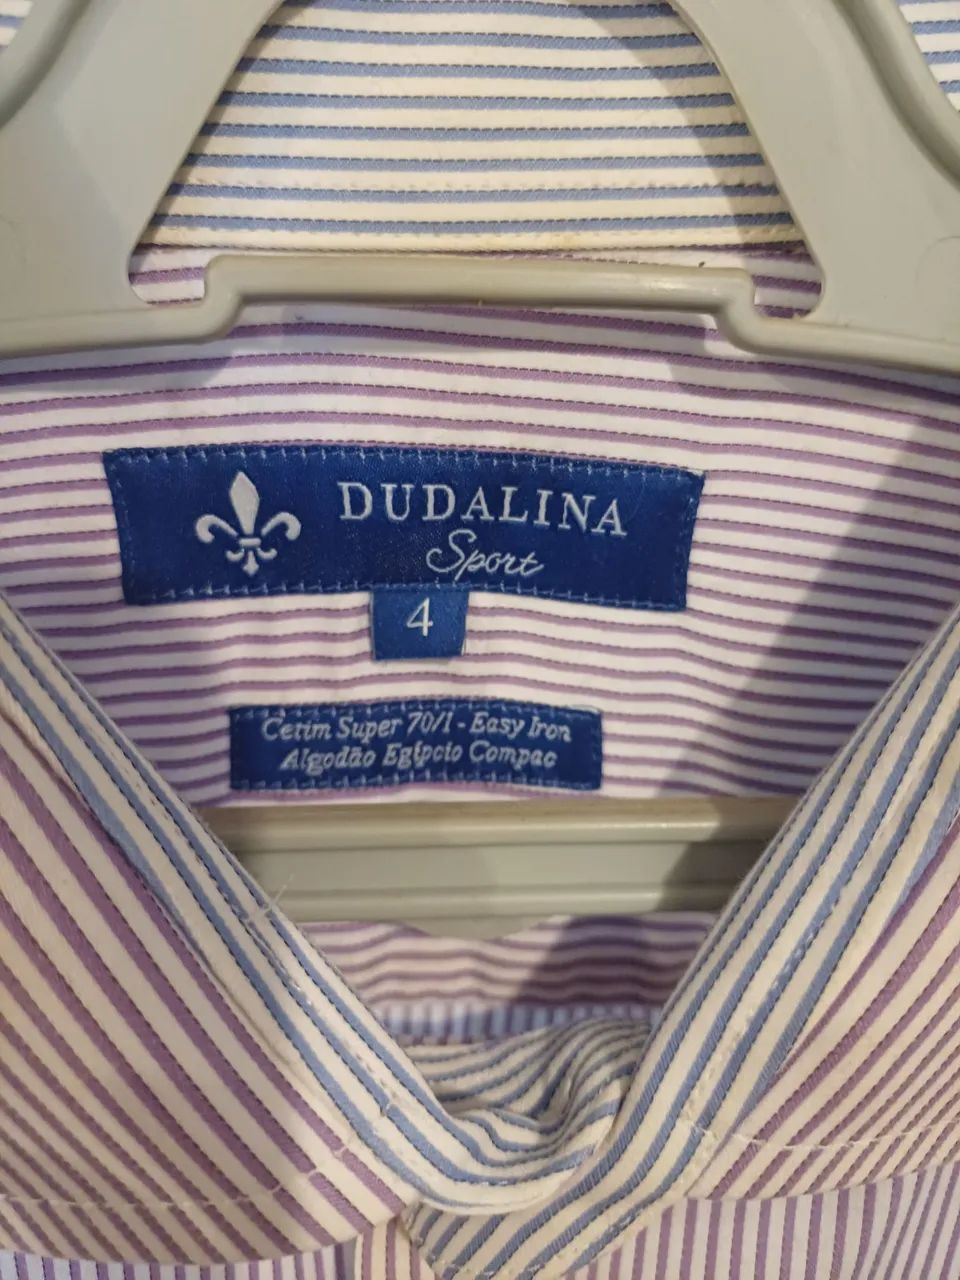 DUDALINA
Sport
4
Cetim Super 70/1 - Easy Iron
Algodão Egípcio Compac